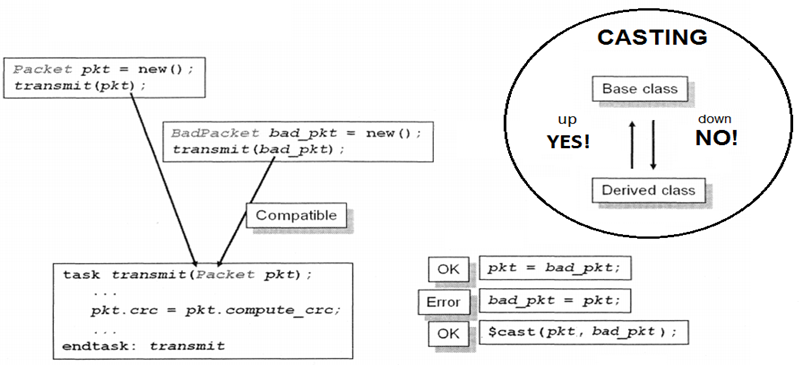 Packet pkt = new();
transmit(pkt);
BadPacket bad_pkt = new();
transmit(bad_pkt);
Compatible
task transmit(Packet pkt);
...
pkt.crc = pkt.compute_crc;
...
endtask: transmit
CASTING
Base class
up
YES!
down
NO!
Derived class
OK
pkt = bad_pkt;
Error
bad_pkt = pkt;
OK
$cast(pkt, bad_pkt);